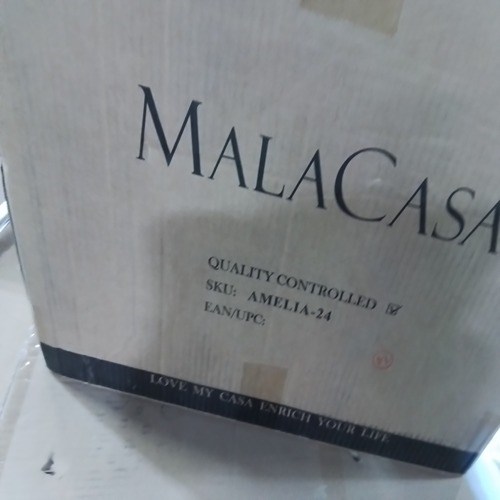 MALACASA
QUALITY CONTROLLED ☑
SKU: AMELIA-24
EAN/UPC:
LOVE MY CASA ENRICH YOUR LIFE